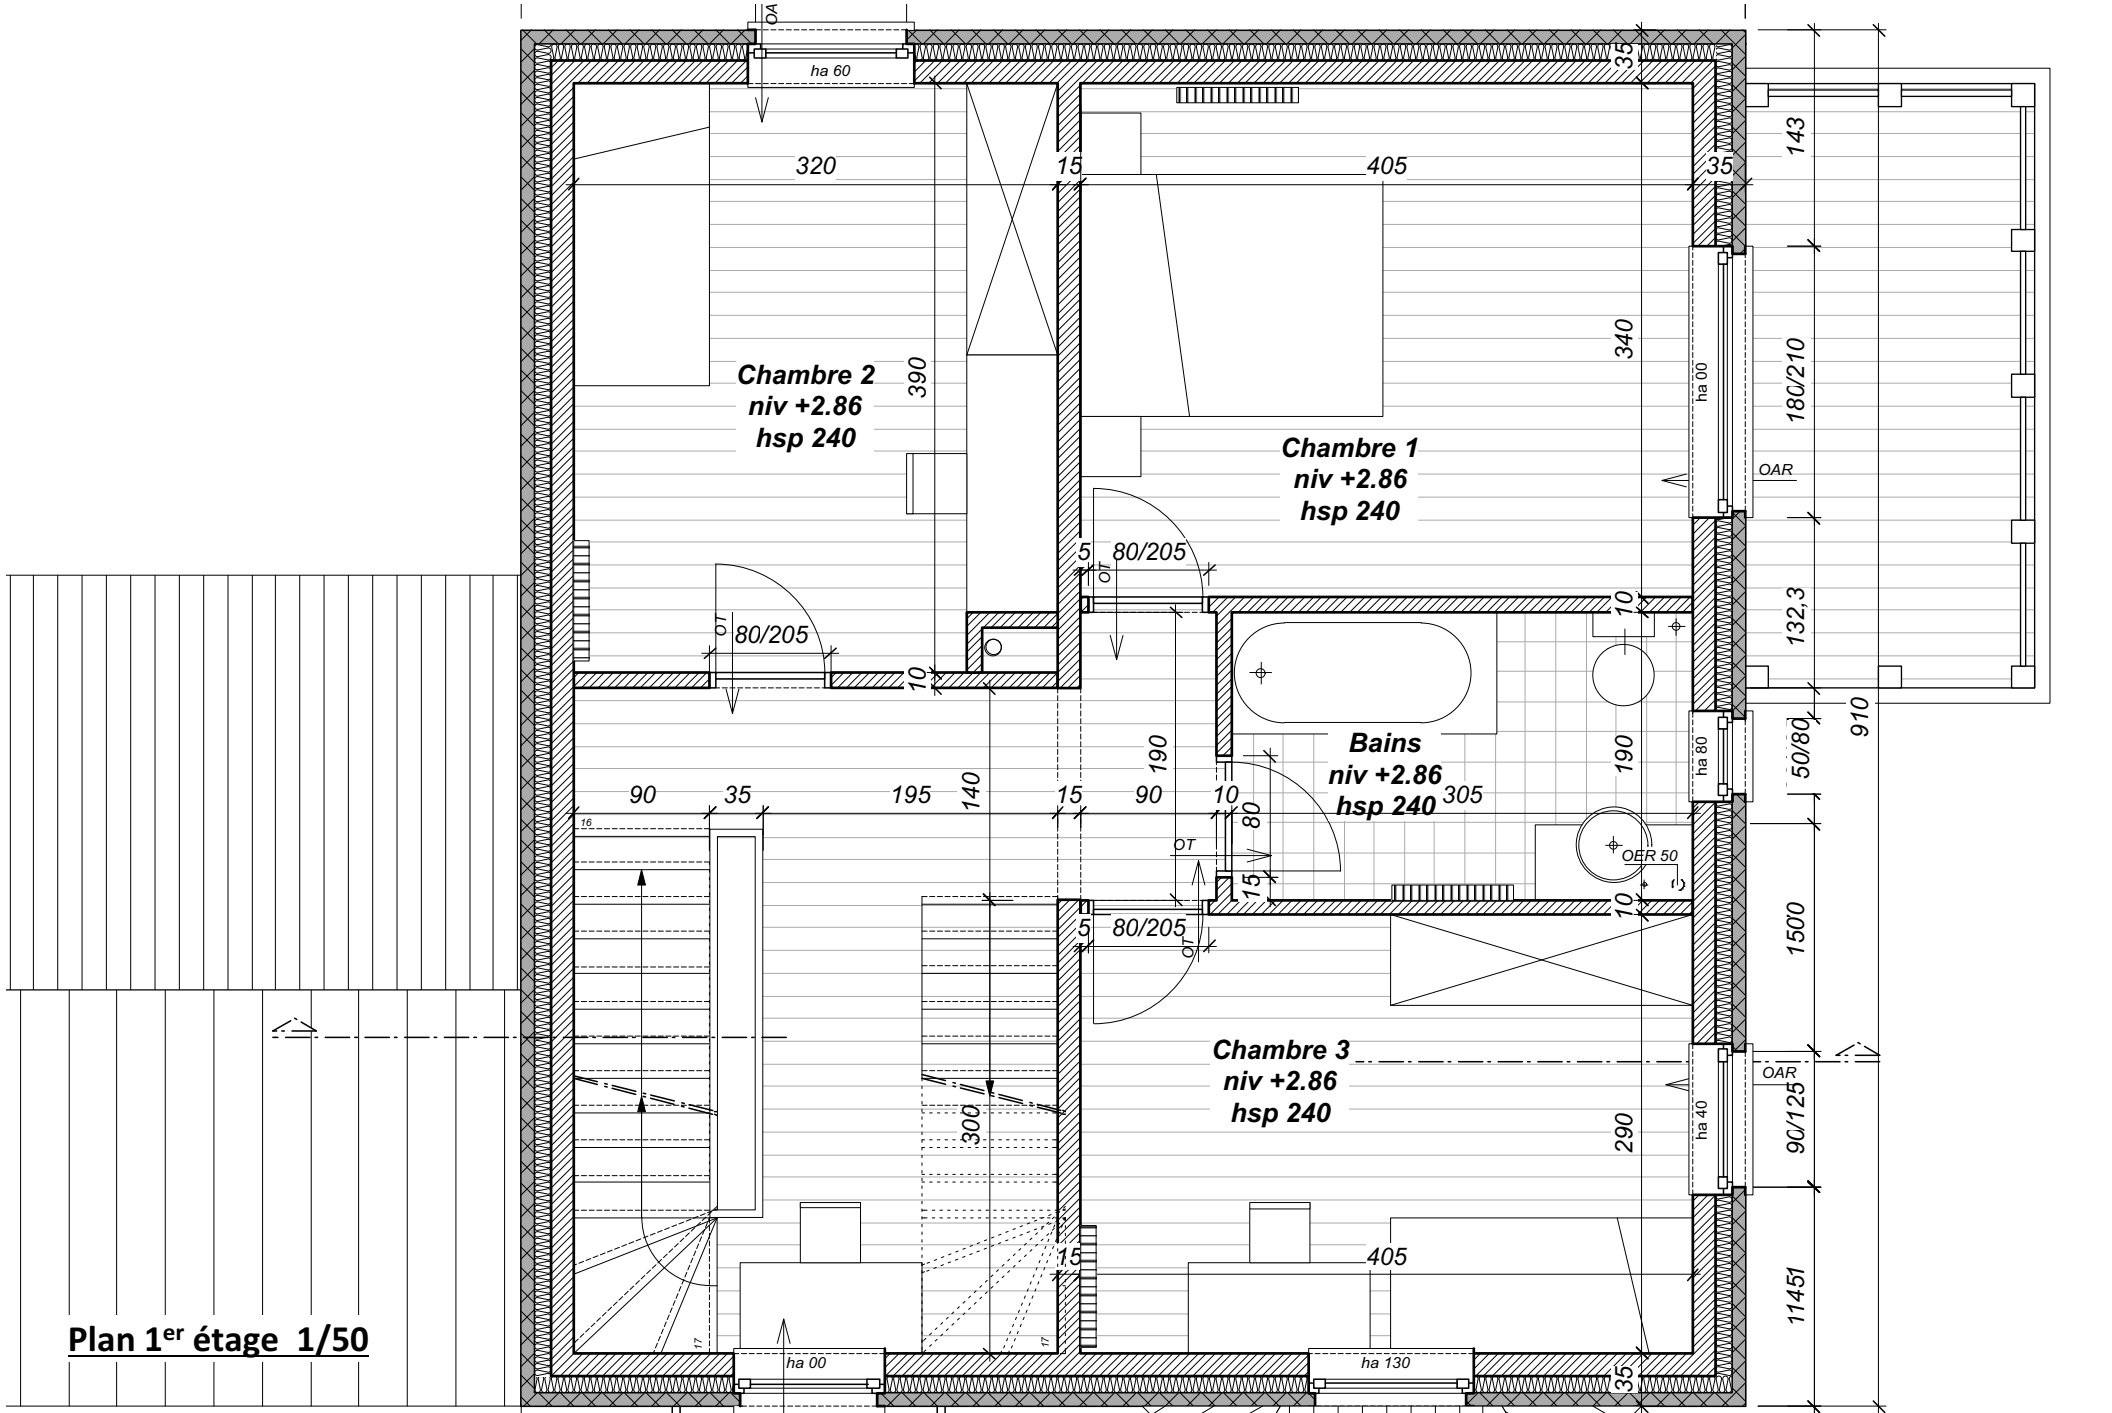 OA
ha 60
35
143
320
15
405
35
340
180/210
ha 00
Chambre 2
niv +2.86
hsp 240
390
Chambre 1
niv +2.86
hsp 240
OAR
5
80/205
OT
10
132,3
OT
80/205
10
910
190
Bains
niv +2.86
hsp 240
190
ha 80
50/80
140
90
35
195
15
90
10
305
80
16
OT
OER 50
15
10
5
80/205
OT
Chambre 3
niv +2.86
hsp 240
OAR
ha 40
90/125
300
290
15
405
17
17
Plan 1er étage 1/50
ha 00
ha 130
35